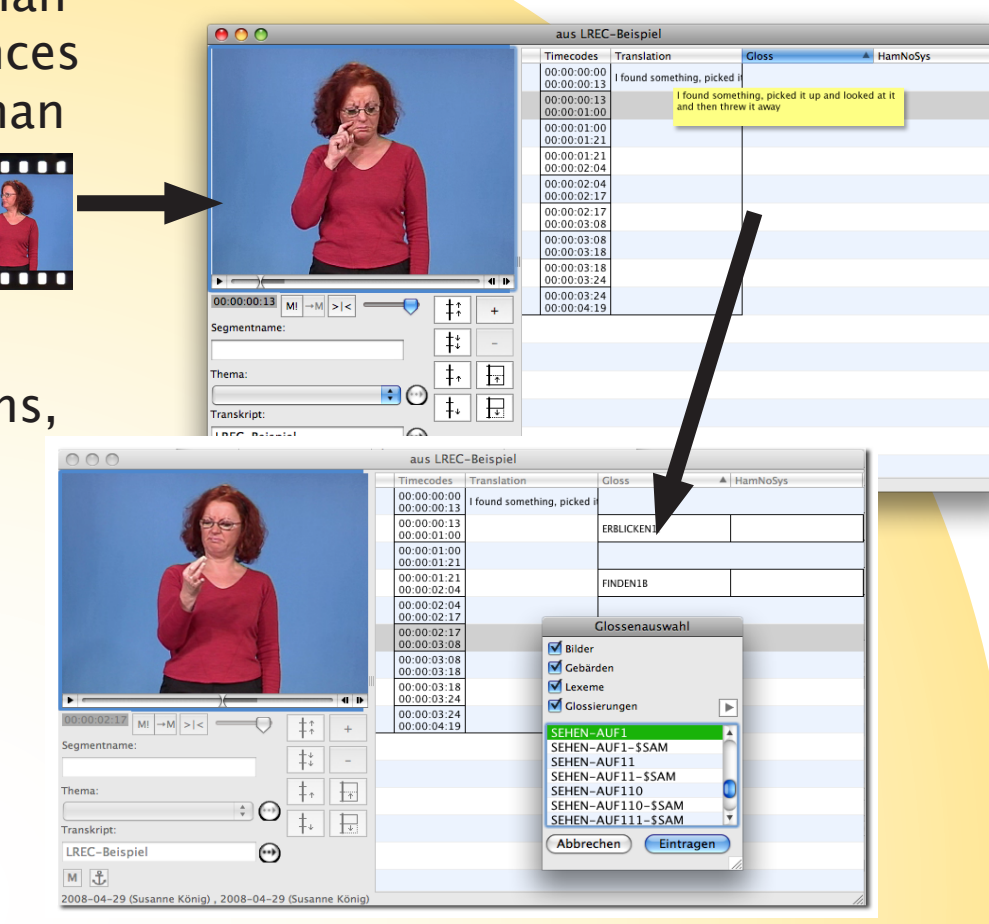 nan
nces
nan
ns,
aus LREC-Beispiel
Timecodes Translation Gloss HamNoSys
00:00:00:00
00:00:00:13
I found something, picked it
I found something, picked it up and looked at it
and then threw it away
00:00:00:13
00:00:01:00
00:00:01:00
00:00:01:21
00:00:01:21
00:00:02:04
00:00:02:04
00:00:02:17
00:00:02:17
00:00:03:08
00:00:03:08
00:00:03:18
00:00:03:18
00:00:03:24
00:00:03:24
00:00:04:19
00:00:00:13 M! →M >|<
+
-
Segmentname:
Thema:
Transkript:
LREC-Beispiel
aus LREC-Beispiel
Timecodes Translation Gloss HamNoSys
00:00:00:00
00:00:00:13
I found something, picked it
00:00:00:13
00:00:01:00
ERBLICKEN1
00:00:01:00
00:00:01:21
00:00:01:21
00:00:02:04
FINDEN1B
00:00:02:04
00:00:02:17
00:00:02:17
00:00:03:08
00:00:03:08
00:00:03:18
00:00:03:18
00:00:03:24
00:00:03:24
00:00:04:19
Glossenauswahl
Bilder
Gebärden
Lexeme
Glossierungen
SEHEN-AUF1
SEHEN-AUF1-$SAM
SEHEN-AUF11
SEHEN-AUF11-$SAM
SEHEN-AUF110
SEHEN-AUF110-$SAM
SEHEN-AUF111-$SAM
Abbrechen Eintragen
00:00:02:17 M! →M >|<
+
-
Segmentname:
Thema:
Transkript:
LREC-Beispiel
M
2008-04-29 (Susanne König) , 2008-04-29 (Susanne König)